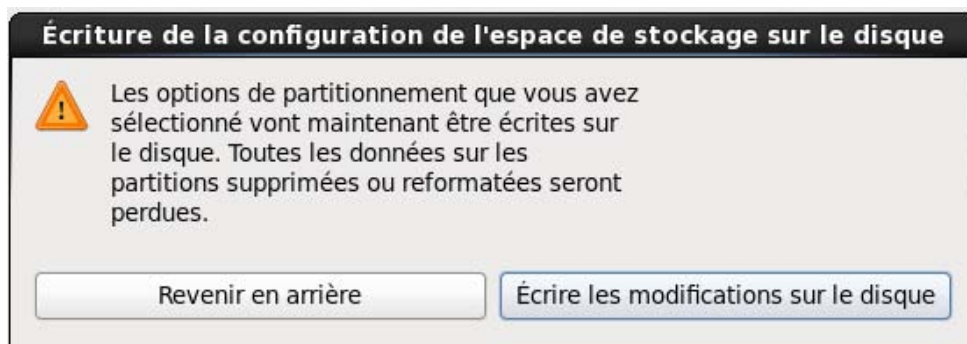 Écriture de la configuration de l'espace de stockage sur le disque
Les options de partitionnement que vous avez
sélectionné vont maintenant être écrites sur
le disque. Toutes les données sur les
partitions supprimées ou reformatées seront
perdues.
Revenir en arrière
Écrire les modifications sur le disque